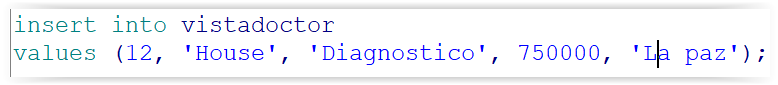 insert into vistadoctor
values (12, 'House', 'Diagnostico', 750000, 'La paz');